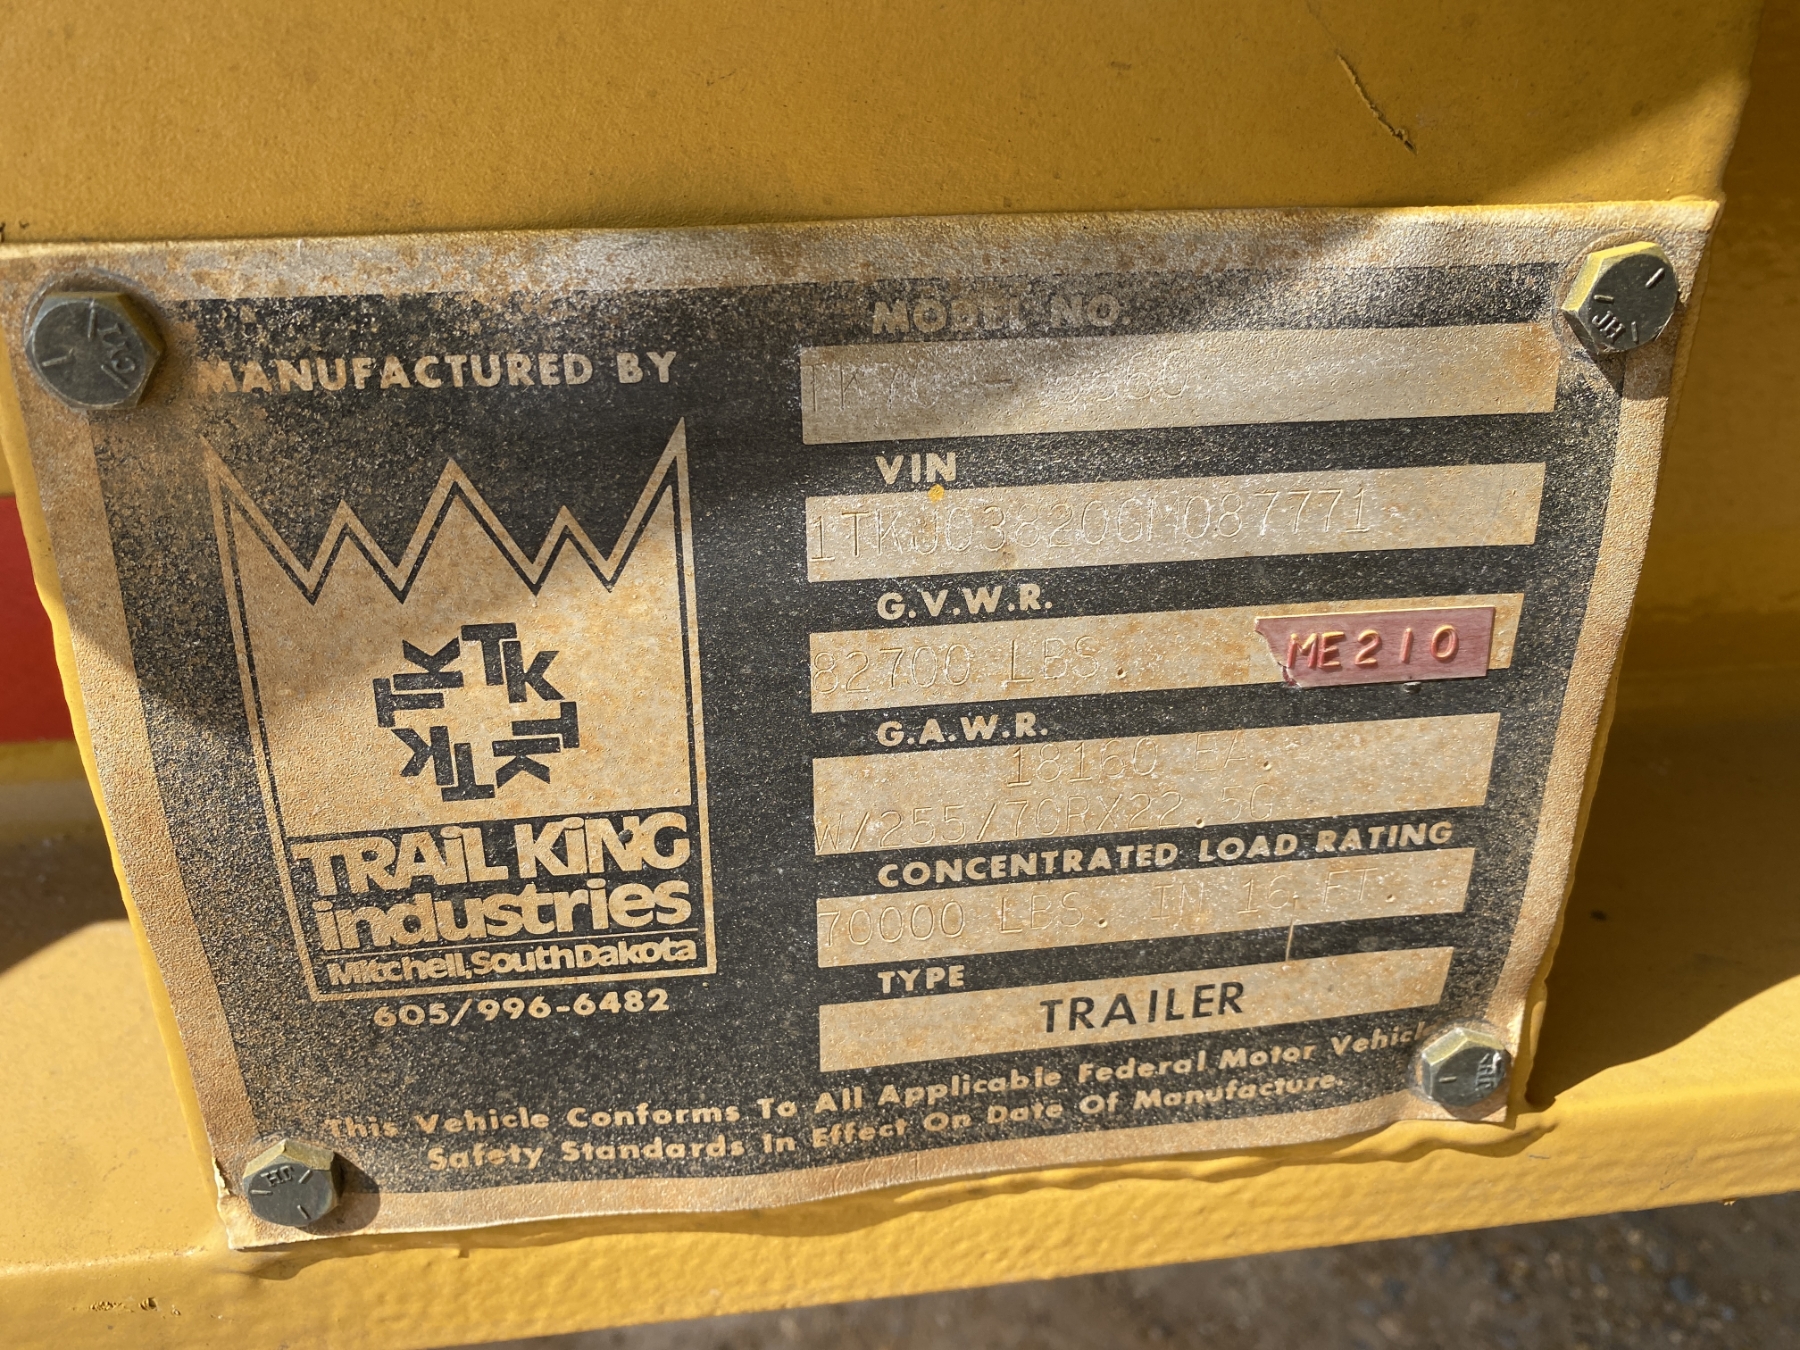 MANUFACTURED BY
TRAIL KING
industries
Mitchell, South Dakota
605/996-6482
MODEL NO.
VIN
G.V.W.R.
82700 LBS.
ME210
G.A.W.R.
18160 EA.
W/255/70RX22.5G
CONCENTRATED LOAD RATING
70000 LBS. IN 16 FT.
TYPE
TRAILER
This Vehicle Conforms To All Applicable Federal Motor Vehicle
Safety Standards In Effect On Date Of Manufacture.
JH